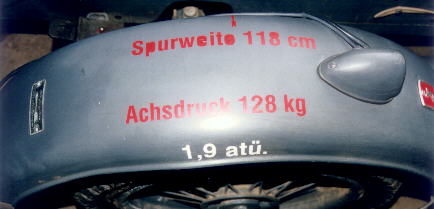 Spurweite 118 cm
Achsdruck 128 kg
1,9 atü.